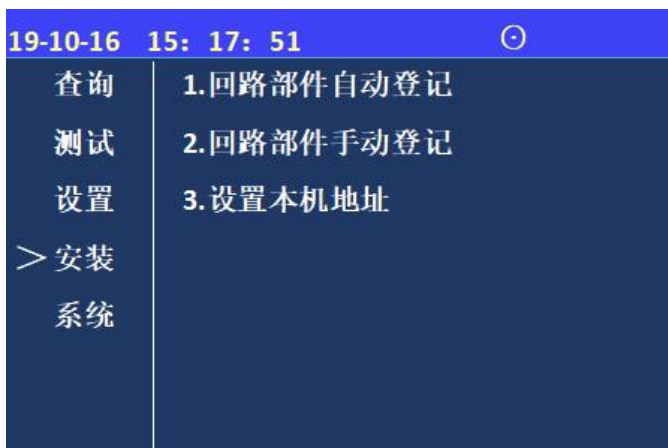 19-10-16 15：17：51
查询
1.回路部件自动登记
测试
2.回路部件手动登记
设置
3.设置本机地址
＞安装
系统